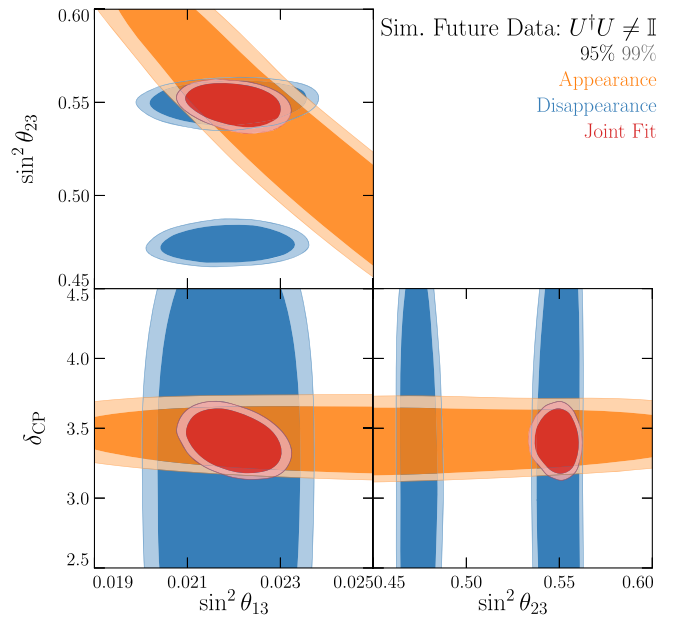 0.60
0.55
0.50
0.45
sin² θ₂₃
Sim. Future Data: U†U ≠ 𝕀
95% 99%
Appearance
Disappearance
Joint Fit
4.5
4.0
3.5
3.0
2.5
δCP
0.019 0.021 0.023 0.025
sin² θ₁₃
0.45 0.50 0.55 0.60
sin² θ₂₃